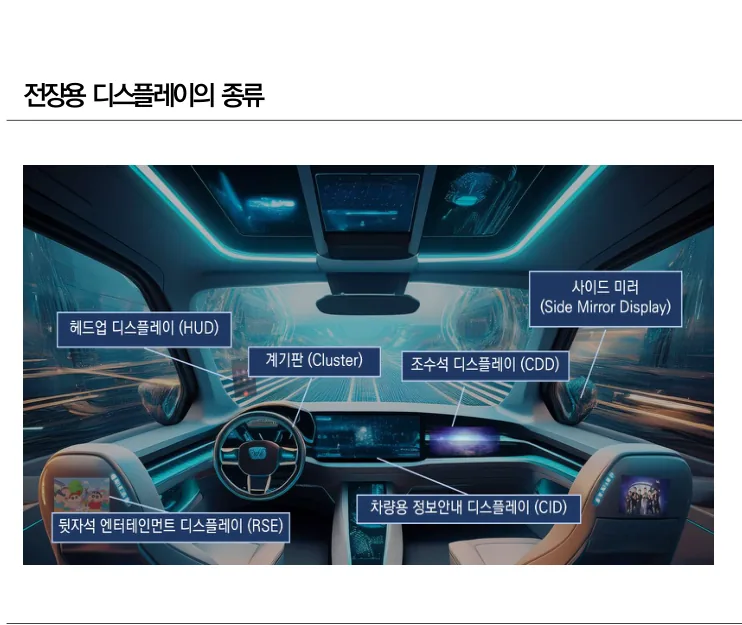 전장용 디스플레이의 종류
사이드 미러
(Side Mirror Display)
헤드업 디스플레이 (HUD)
계기판 (Cluster)
조수석 디스플레이 (CDD)
차량용 정보안내 디스플레이 (CID)
뒷자석 엔터테인먼트 디스플레이 (RSE)